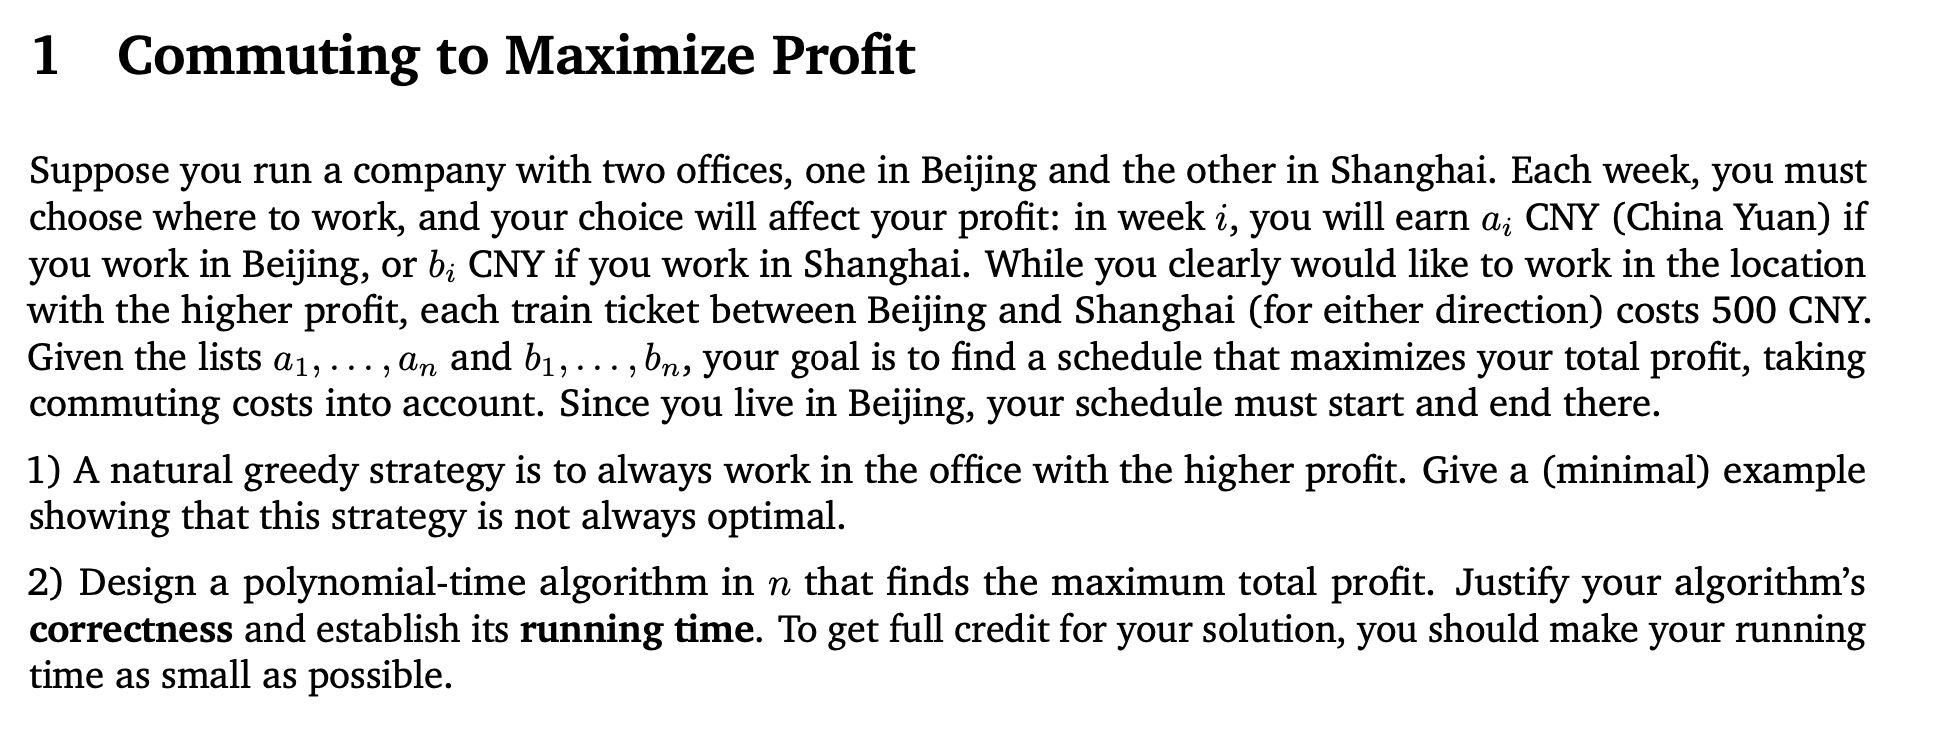 1 Commuting to Maximize Profit
Suppose you run a company with two offices, one in Beijing and the other in Shanghai. Each week, you must
choose where to work, and your choice will affect your profit: in week i, you will earn aᵢ CNY (China Yuan) if
you work in Beijing, or bᵢ CNY if you work in Shanghai. While you clearly would like to work in the location
with the higher profit, each train ticket between Beijing and Shanghai (for either direction) costs 500 CNY.
Given the lists a₁, . . . , aₙ and b₁, . . . , bₙ, your goal is to find a schedule that maximizes your total profit, taking
commuting costs into account. Since you live in Beijing, your schedule must start and end there.
1) A natural greedy strategy is to always work in the office with the higher profit. Give a (minimal) example
showing that this strategy is not always optimal.
2) Design a polynomial-time algorithm in n that finds the maximum total profit. Justify your algorithm's
correctness and establish its running time. To get full credit for your solution, you should make your running
time as small as possible.